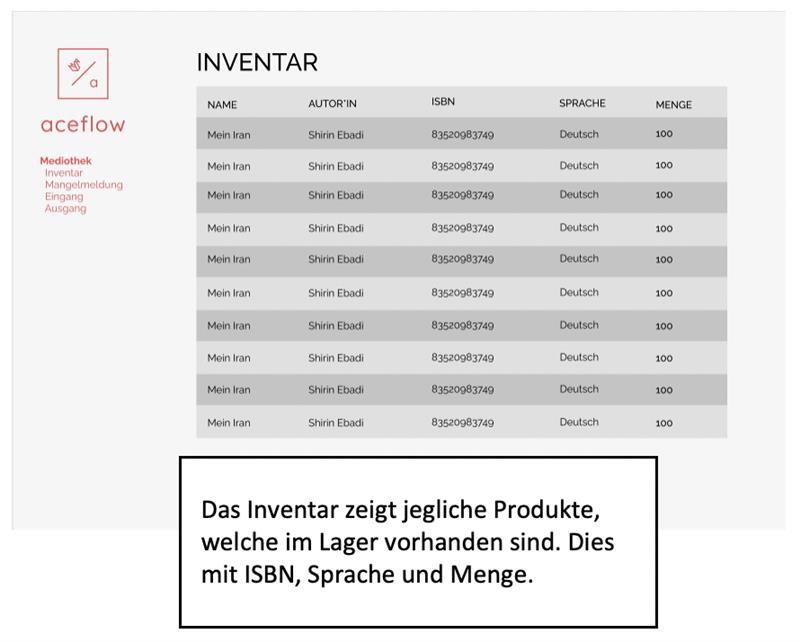 a
aceflow
Mediothek
Inventar
Mangelmeldung
Eingang
Ausgang
INVENTAR
NAME AUTOR*IN ISBN SPRACHE MENGE
Mein Iran Shirin Ebadi 83520983749 Deutsch 100
Mein Iran Shirin Ebadi 83520983749 Deutsch 100
Mein Iran Shirin Ebadi 83520983749 Deutsch 100
Mein Iran Shirin Ebadi 83520983749 Deutsch 100
Mein Iran Shirin Ebadi 83520983749 Deutsch 100
Mein Iran Shirin Ebadi 83520983749 Deutsch 100
Mein Iran Shirin Ebadi 83520983749 Deutsch 100
Mein Iran Shirin Ebadi 83520983749 Deutsch 100
Mein Iran Shirin Ebadi 83520983749 Deutsch 100
Mein Iran Shirin Ebadi 83520983749 Deutsch 100
Das Inventar zeigt jegliche Produkte,
welche im Lager vorhanden sind. Dies
mit ISBN, Sprache und Menge.